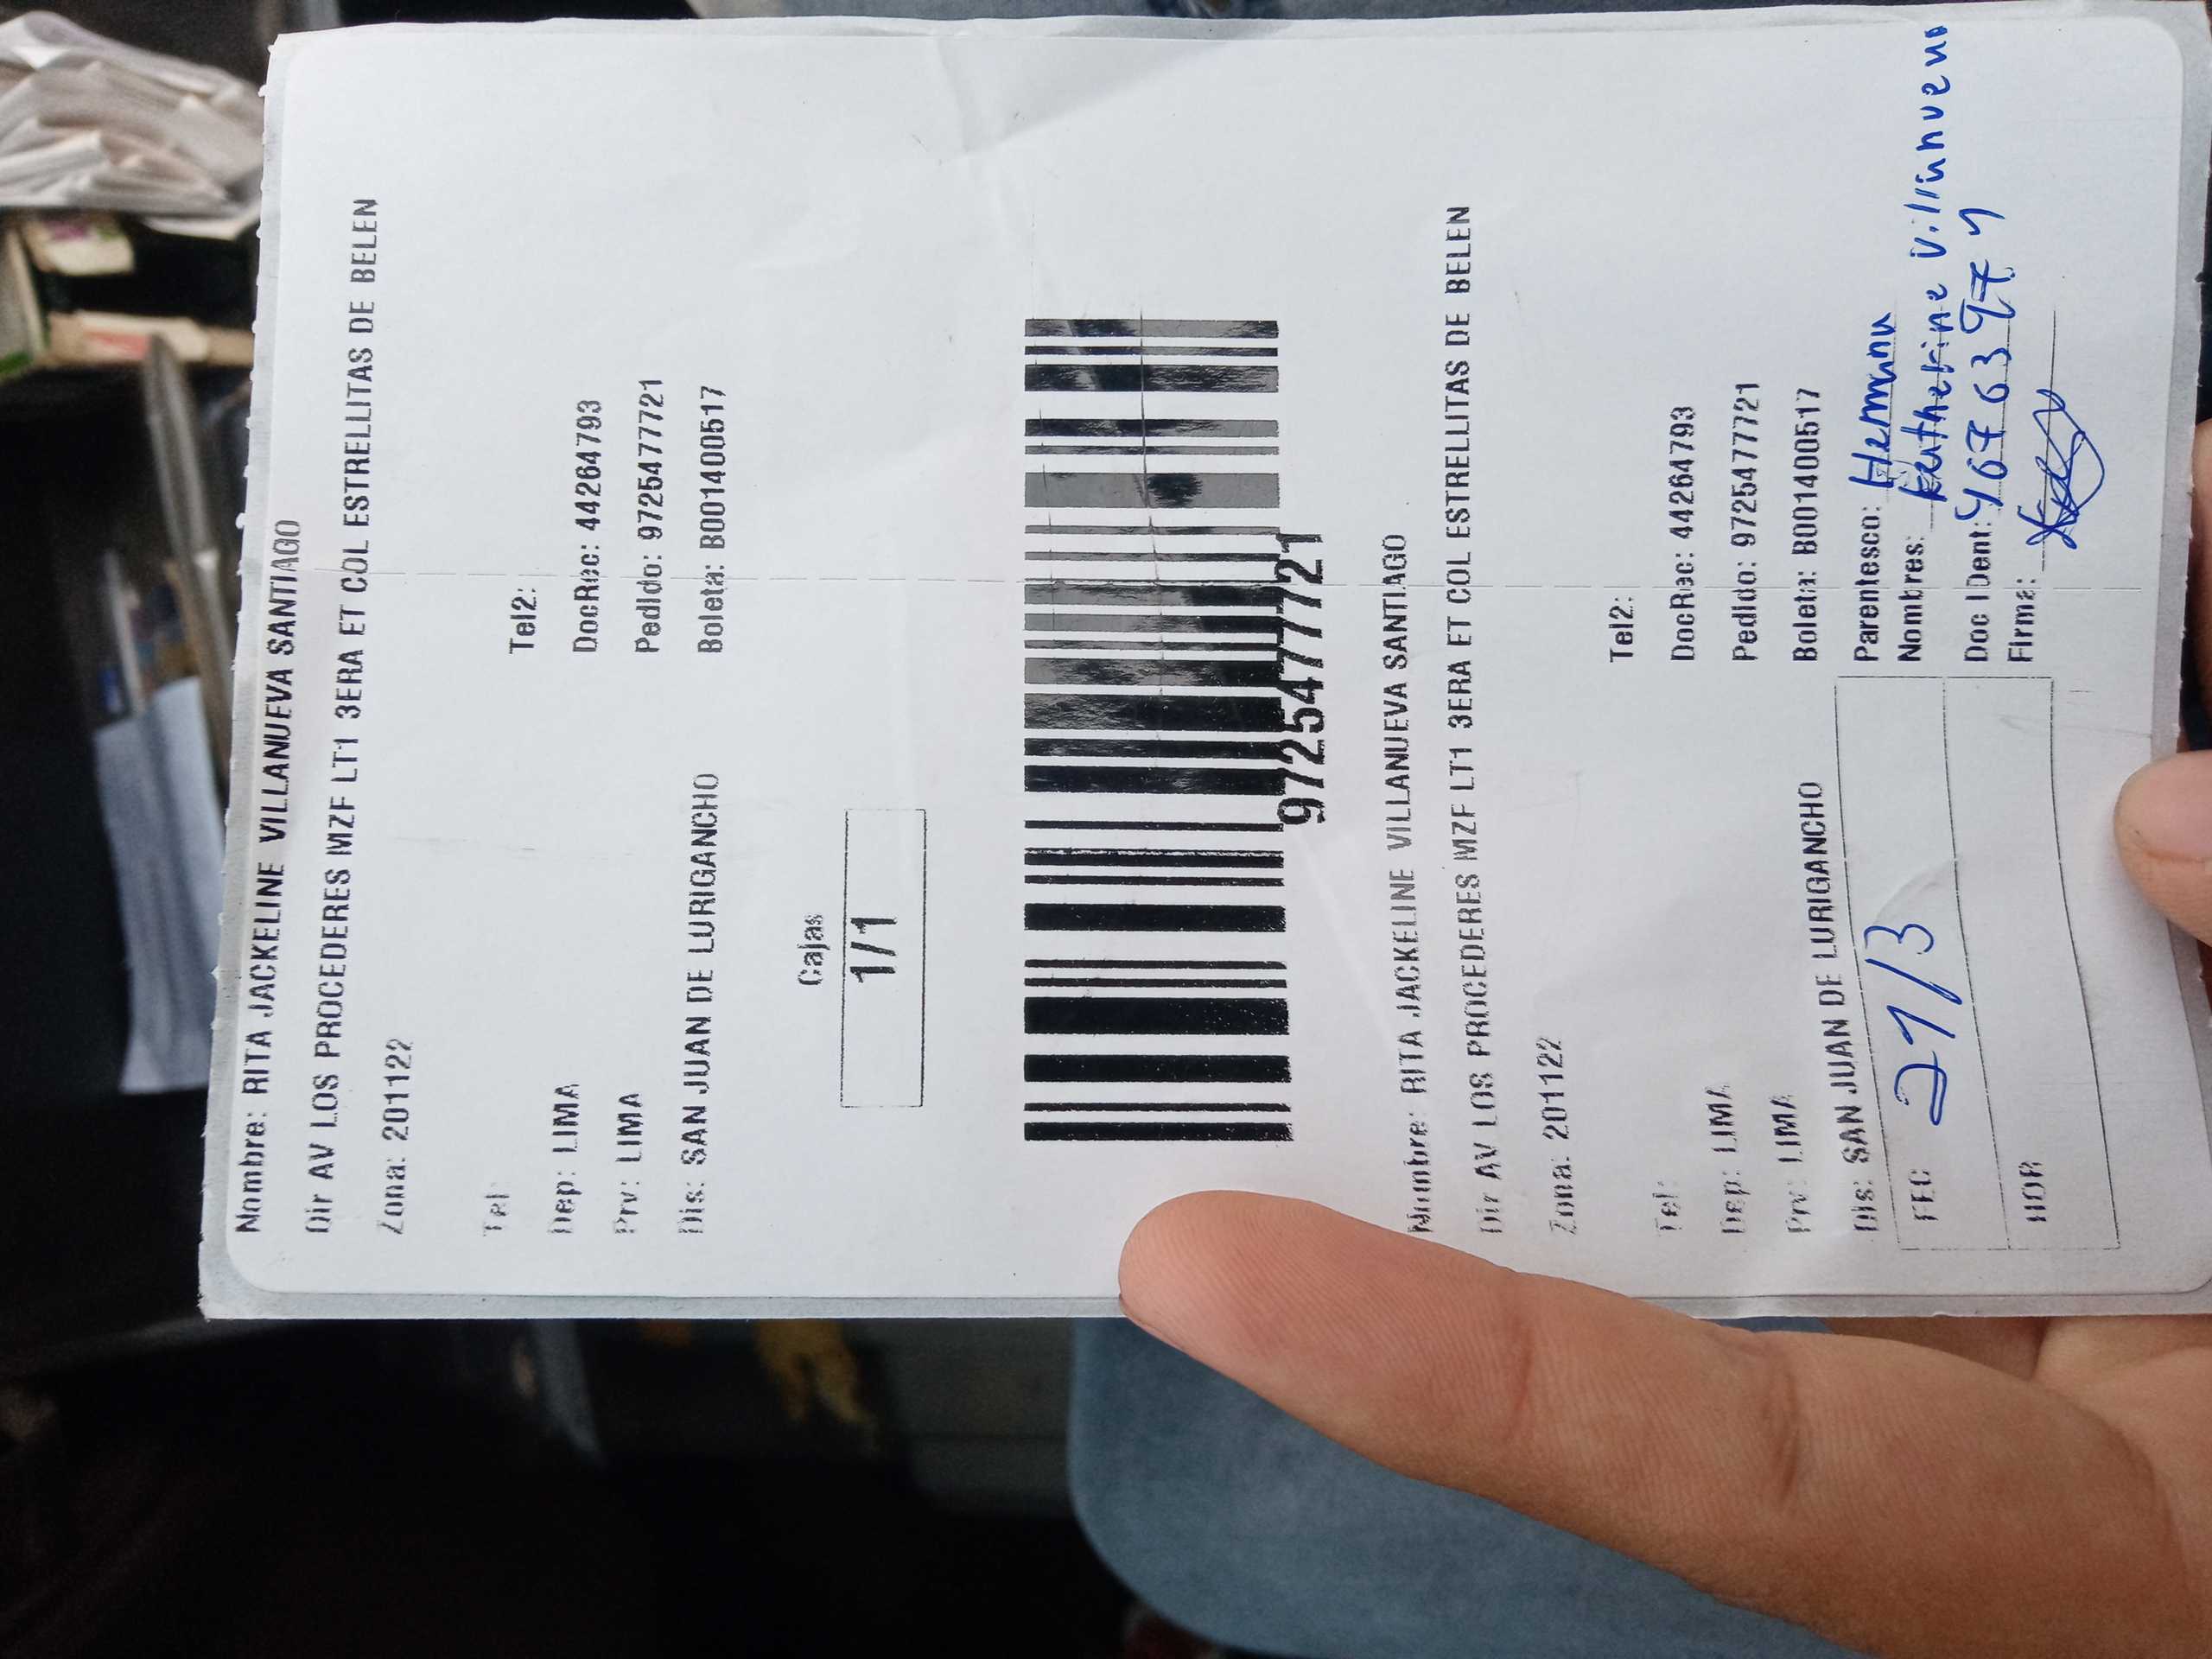 Nombre: RITA JACKELINE VILLANUEVA SANTIAGO
Dir AV LOS PROCEDERES MZF LT1 3ERA ET COL ESTRELLITAS DE BELEN
Zona: 201122
Tel: Tel2:
Dep: LIMA DocRec: 44264793
Prv: LIMA Pedido: 9725477721
Dis: SAN JUAN DE LURIGANCHO Boleta: B001400517
Cajas
1/1
9725477721
Nombre: RITA JACKELINE VILLANUEVA SANTIAGO
Dir AV LOS PROCEDERES MZF LT1 3ERA ET COL ESTRELLITAS DE BELEN
Zona: 201122
Tel: Tel2:
Dep: LIMA DocRec: 44264793
Prv: LIMA Pedido: 9725477721
Dis: SAN JUAN DE LURIGANCHO Boleta: B001400517
FEC 21/3 Parentesco: Hermana
Nombres: Katherine Villanueva
HOR Doc IDent:
Firma: